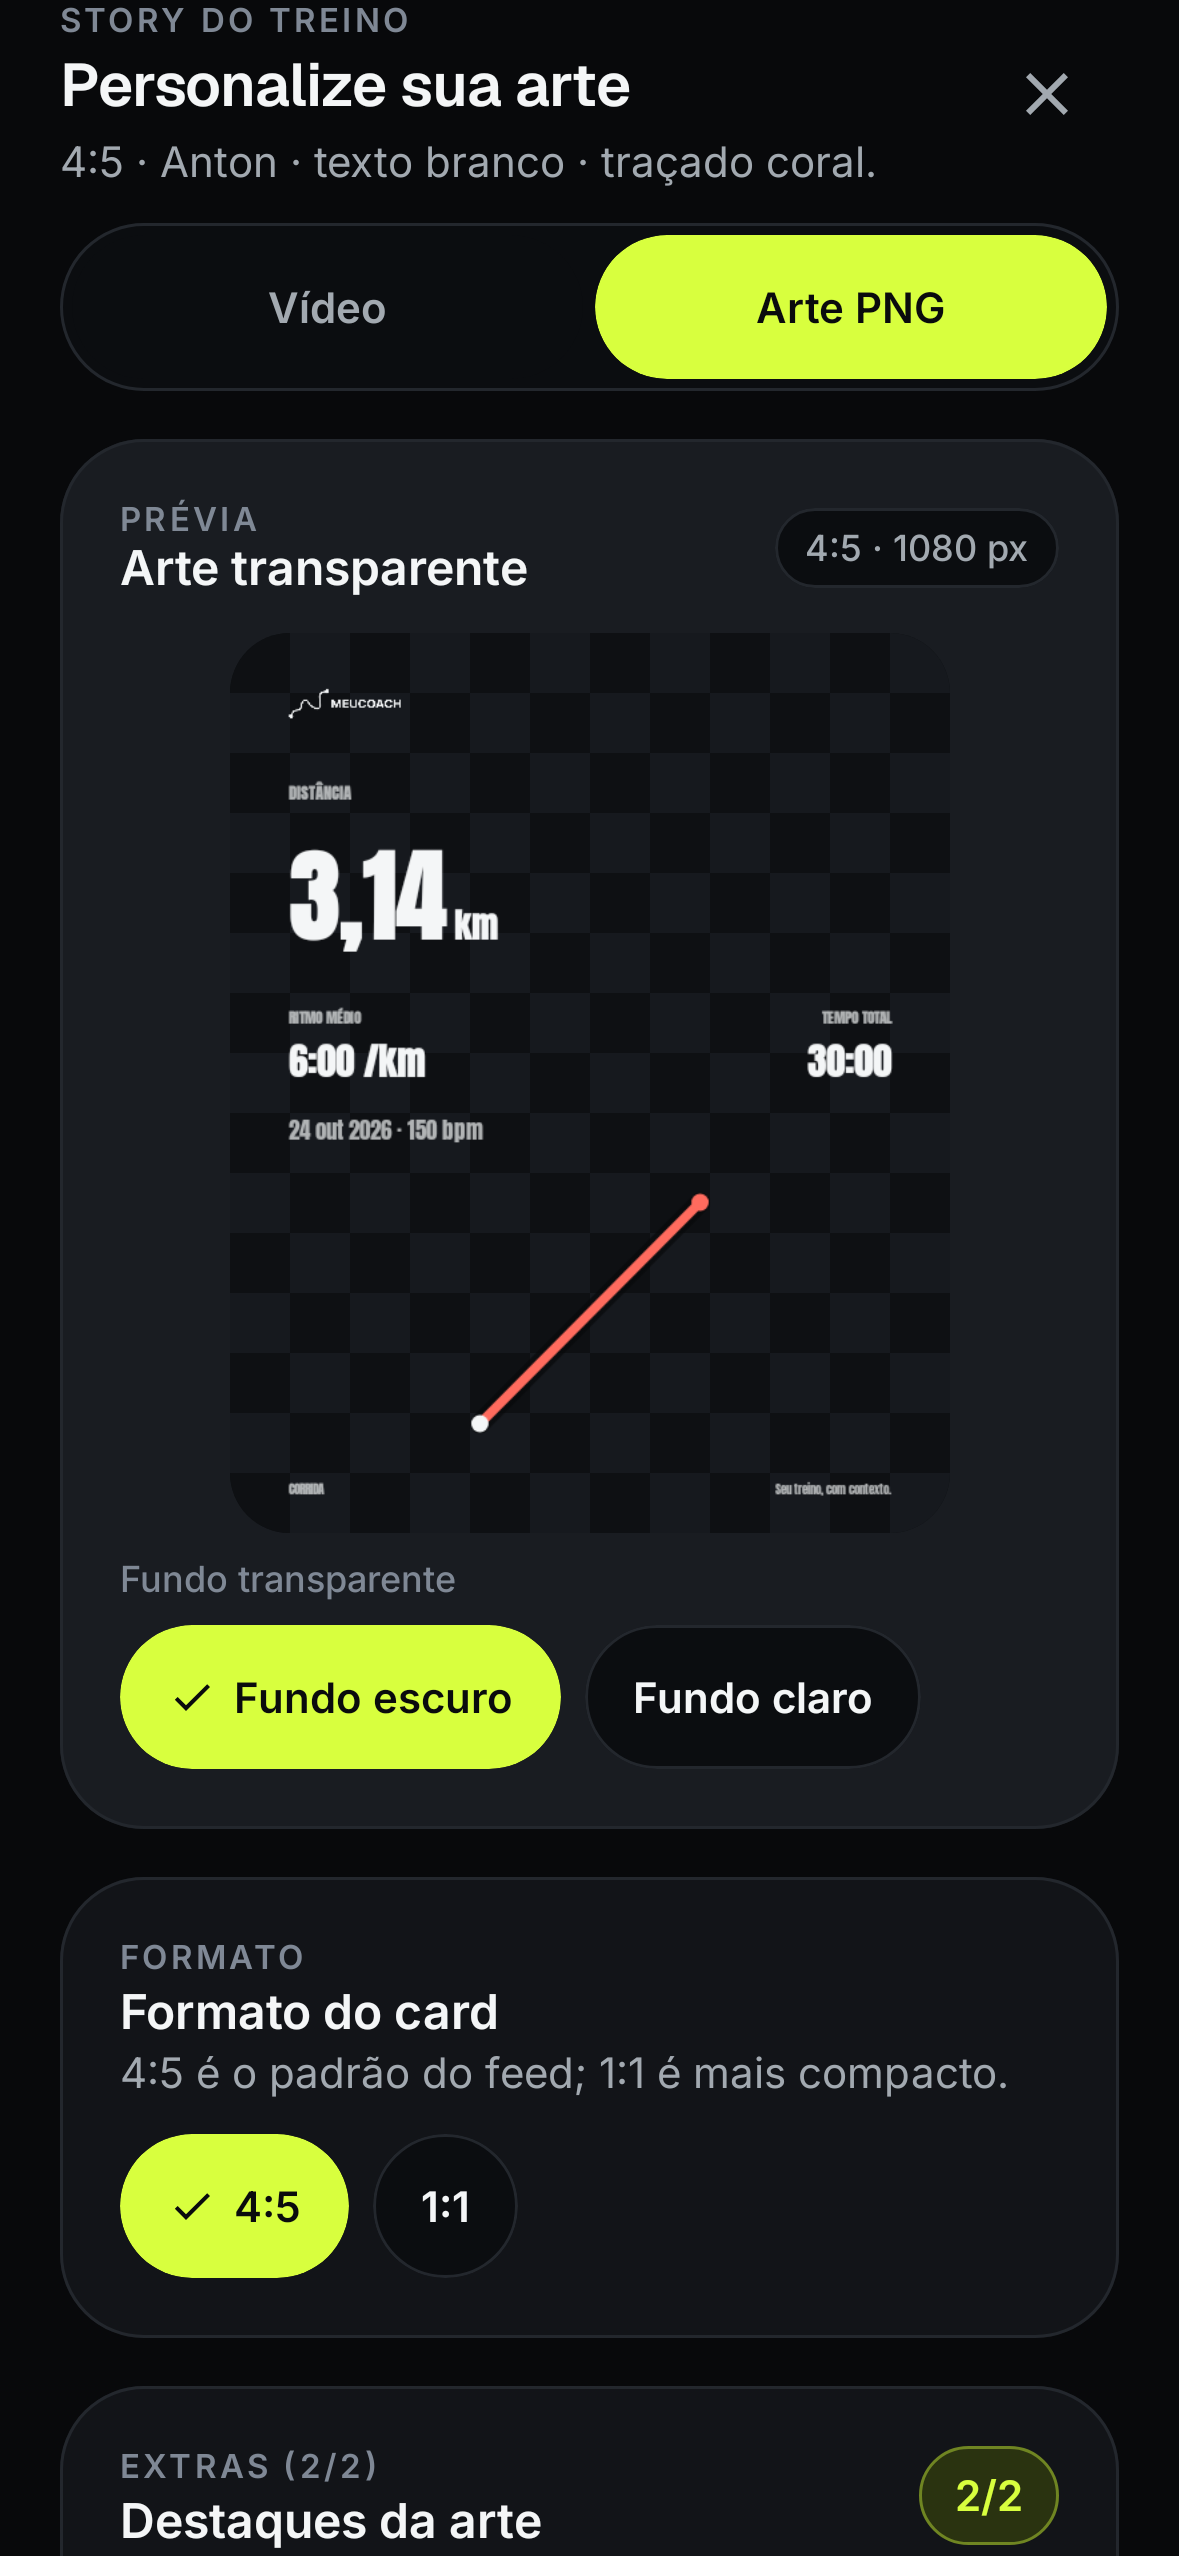 STORY DO TREINO
Personalize sua arte
4:5 · Anton · texto branco · traçado coral.
Vídeo
Arte PNG
PRÉVIA
Arte transparente
4:5 · 1080 px
MEUCOACH
DISTÂNCIA
3,14 km
RITMO MÉDIO
TEMPO TOTAL
6:00 /km
30:00
24 out 2026 · 150 bpm
CORRIDA
Seu treino, com contexto.
Fundo transparente
Fundo escuro
Fundo claro
FORMATO
Formato do card
4:5 é o padrão do feed; 1:1 é mais compacto.
4:5
1:1
EXTRAS (2/2)
Destaques da arte
2/2